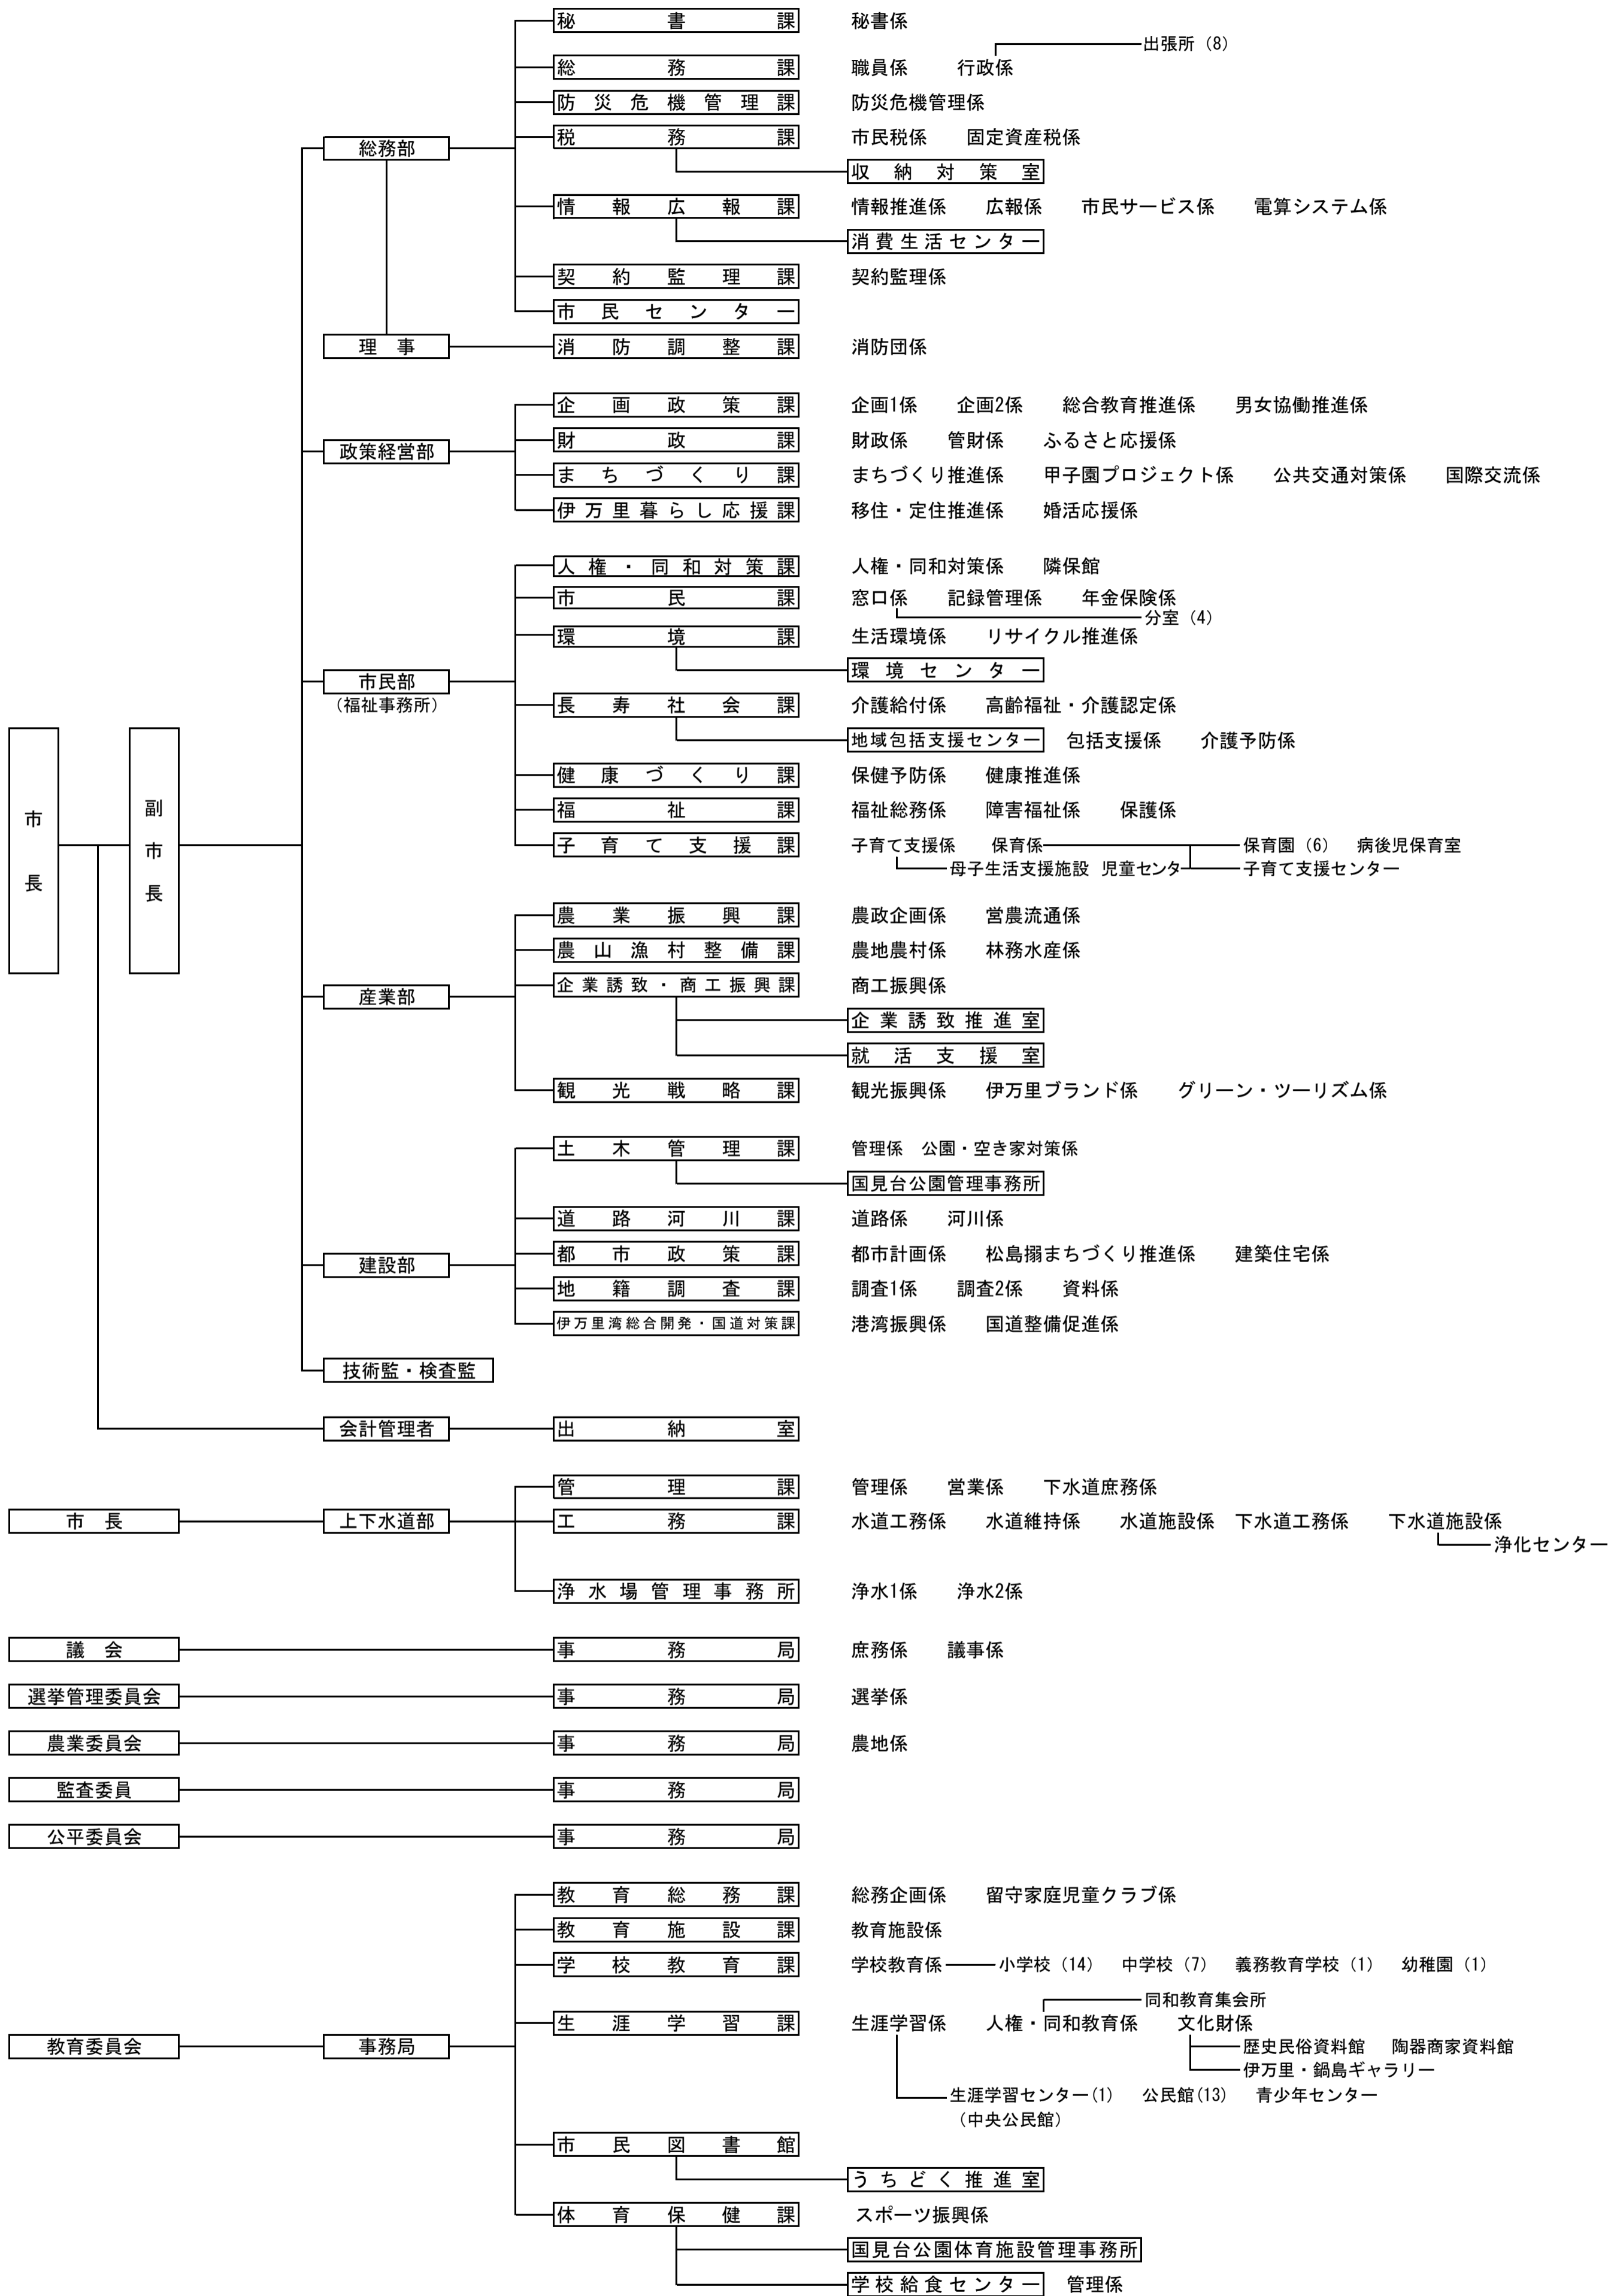 秘書課 秘書係
出張所（8）
総務課 職員係 行政係
防災危機管理課 防災危機管理係
税務課 市民税係 固定資産税係
総務部
収納対策室
情報広報課 情報推進係 広報係 市民サービス係 電算システム係
消費生活センター
契約監理課 契約監理係
市民センター
理事 消防調整課 消防団係
企画政策課 企画1係 企画2係 総合教育推進係 男女協働推進係
財政課 財政係 管財係 ふるさと応援係
政策経営部
まちづくり課 まちづくり推進係 甲子園プロジェクト係 公共交通対策係 国際交流係
伊万里暮らし応援課 移住・定住推進係 婚活応援係
人権・同和対策課 人権・同和対策係 隣保館
市民課 窓口係 記録管理係 年金保険係
分室（4）
環境課 生活環境係 リサイクル推進係
環境センター
市民部
（福祉事務所）
長寿社会課 介護給付係 高齢福祉・介護認定係
地域包括支援センター 包括支援係 介護予防係
健康づくり課 保健予防係 健康推進係
福祉課 福祉総務係 障害福祉係 保護係
市長 副市長
子育て支援課 子育て支援係 保育係 保育園（6） 病後児保育室
母子生活支援施設 児童センター 子育て支援センター
農業振興課 農政企画係 営農流通係
農山漁村整備課 農地農村係 林務水産係
企業誘致・商工振興課 商工振興係
産業部
企業誘致推進室
就活支援室
観光戦略課 観光振興係 伊万里ブランド係 グリーン・ツーリズム係
土木管理課 管理係 公園・空き家対策係
国見台公園管理事務所
道路河川課 道路係 河川係
都市政策課 都市計画係 松島搦まちづくり推進係 建築住宅係
建設部
地籍調査課 調査1係 調査2係 資料係
伊万里湾総合開発・国道対策課 港湾振興係 国道整備促進係
技術監・検査監
会計管理者 出納室
管理課 管理係 営業係 下水道庶務係
市長 上下水道部 工務課 水道工務係 水道維持係 水道施設係 下水道工務係 下水道施設係
浄化センター
浄水場管理事務所 浄水1係 浄水2係
議会 事務局 庶務係 議事係
選挙管理委員会 事務局 選挙係
農業委員会 事務局 農地係
監査委員 事務局
公平委員会 事務局
教育総務課 総務企画係 留守家庭児童クラブ係
教育施設課 教育施設係
学校教育課 学校教育係 小学校（14） 中学校（7） 義務教育学校（1） 幼稚園（1）
同和教育集会所
生涯学習課 生涯学習係 人権・同和教育係 文化財係
教育委員会 事務局 歴史民俗資料館 陶器商家資料館
伊万里・鍋島ギャラリー
生涯学習センター(1) 公民館(13) 青少年センター
（中央公民館）
市民図書館
うちどく推進室
体育保健課 スポーツ振興係
国見台公園体育施設管理事務所
学校給食センター 管理係